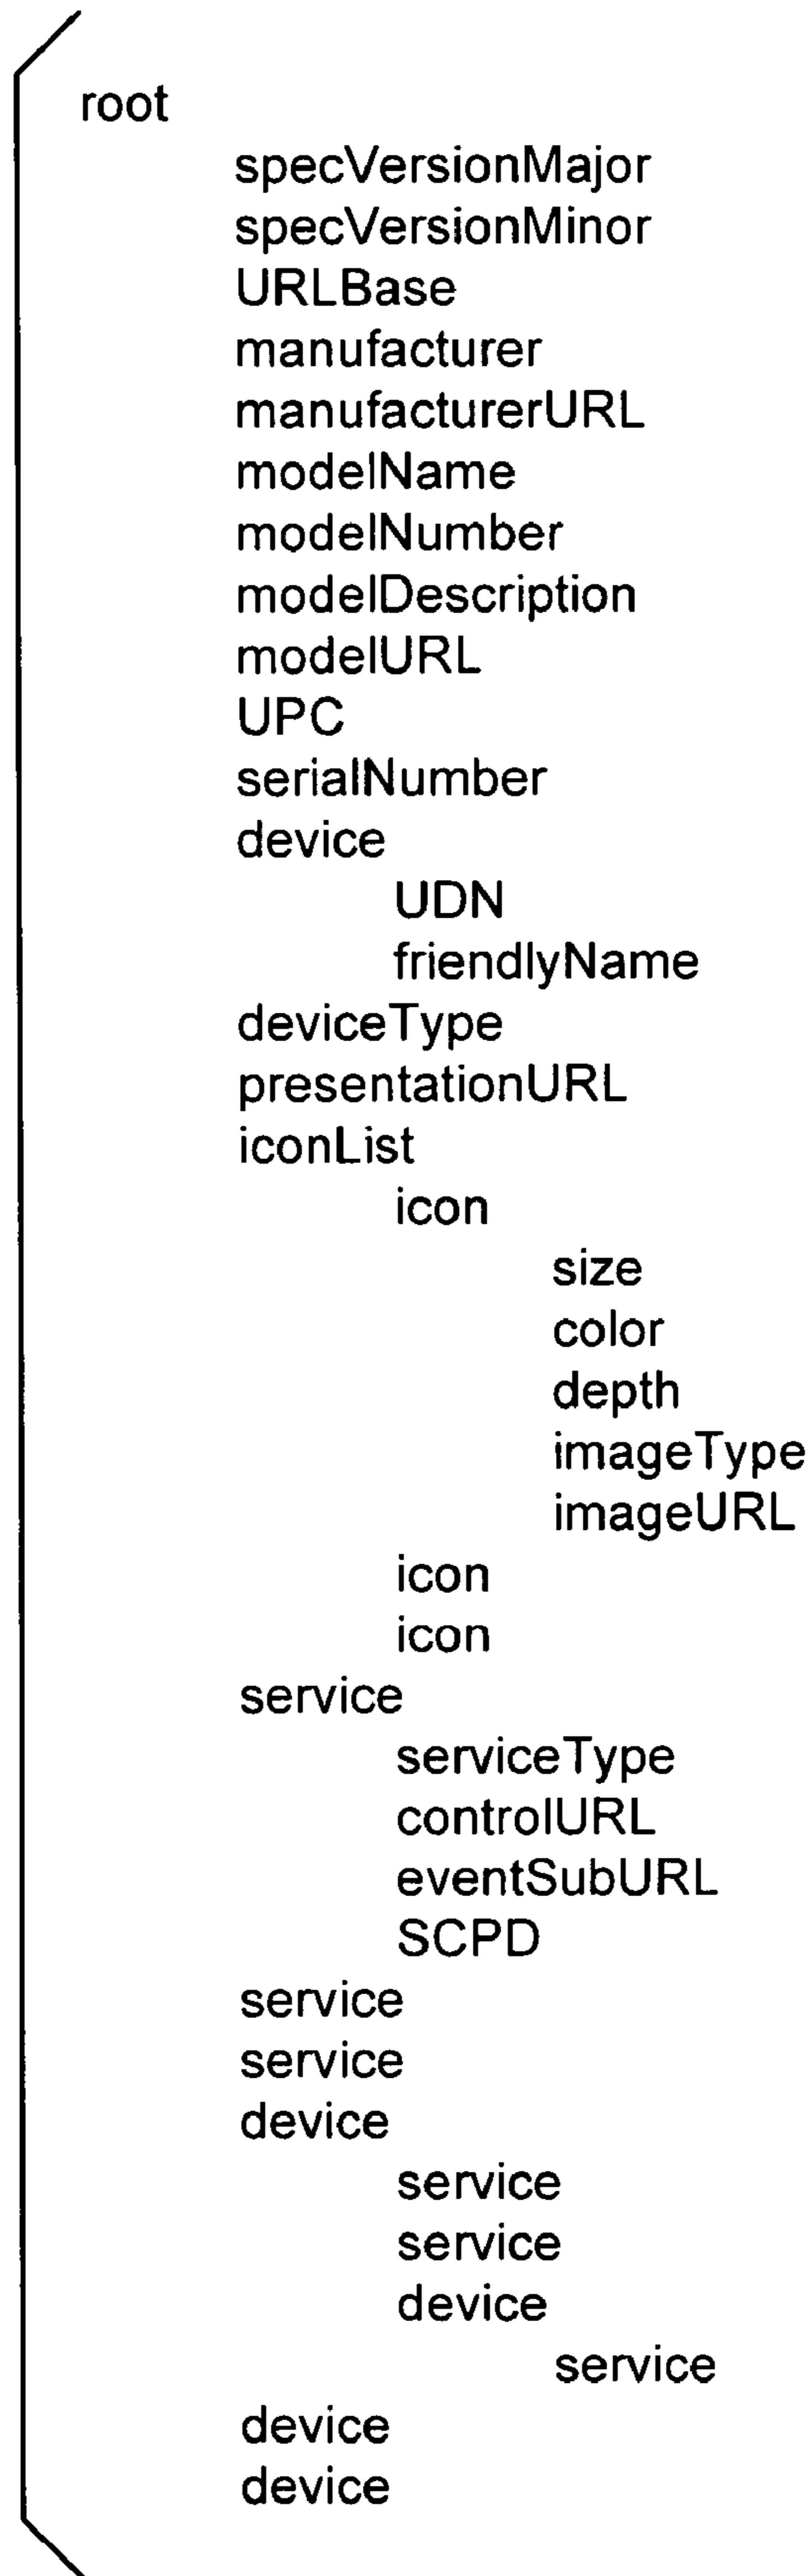 root
specVersionMajor
specVersionMinor
URLBase
manufacturer
manufacturerURL
modelName
modelNumber
modelDescription
modelURL
UPC
serialNumber
device
UDN
friendlyName
deviceType
presentationURL
iconList
icon
size
color
depth
imageType
imageURL
icon
icon
service
serviceType
controlURL
eventSubURL
SCPD
service
service
device
service
service
device
service
device
device